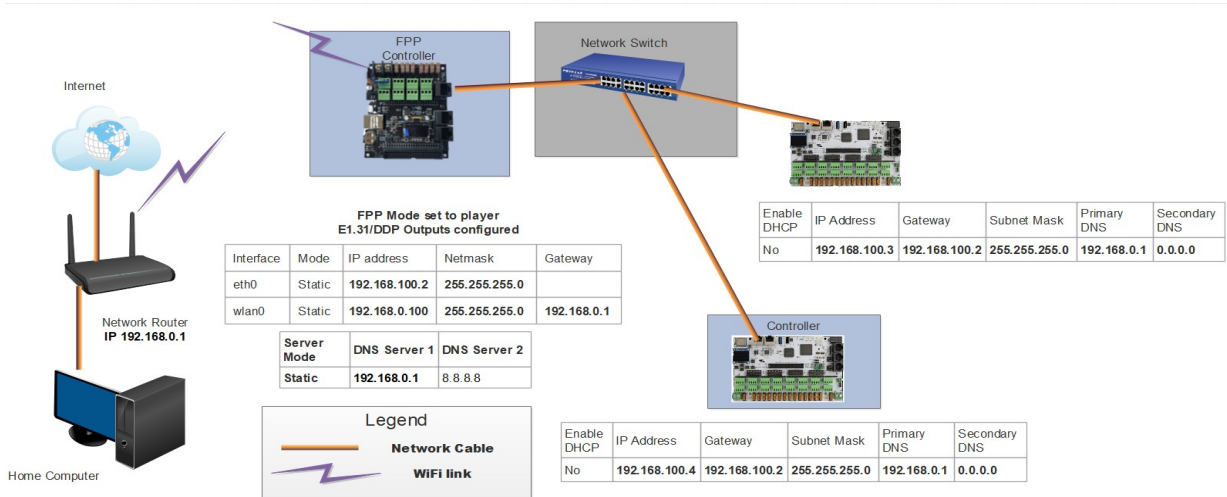 FPP
Controller
Network Switch
Internet
FPP Mode set to player
E1.31/DDP Outputs configured
Interface Mode IP address Netmask Gateway
eth0 Static 192.168.100.2 255.255.255.0
wlan0 Static 192.168.0.100 255.255.255.0 192.168.0.1
Server
Mode DNS Server 1 DNS Server 2
Static 192.168.0.1 8.8.8.8
Enable
DHCP IP Address Gateway Subnet Mask Primary
DNS Secondary
DNS
No 192.168.100.3 192.168.100.2 255.255.255.0 192.168.0.1 0.0.0.0
Network Router
IP 192.168.0.1
Controller
Legend
Network Cable
WiFi link
Enable
DHCP IP Address Gateway Subnet Mask Primary
DNS Secondary
DNS
No 192.168.100.4 192.168.100.2 255.255.255.0 192.168.0.1 0.0.0.0
Home Computer